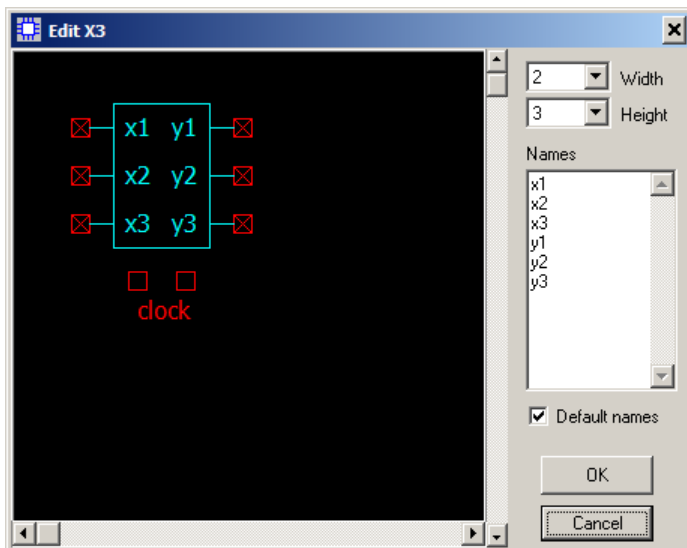 Edit X3
x1 y1
x2 y2
x3 y3
clock
2 Width
3 Height
Names
x1
x2
x3
y1
y2
y3
Default names
OK
Cancel